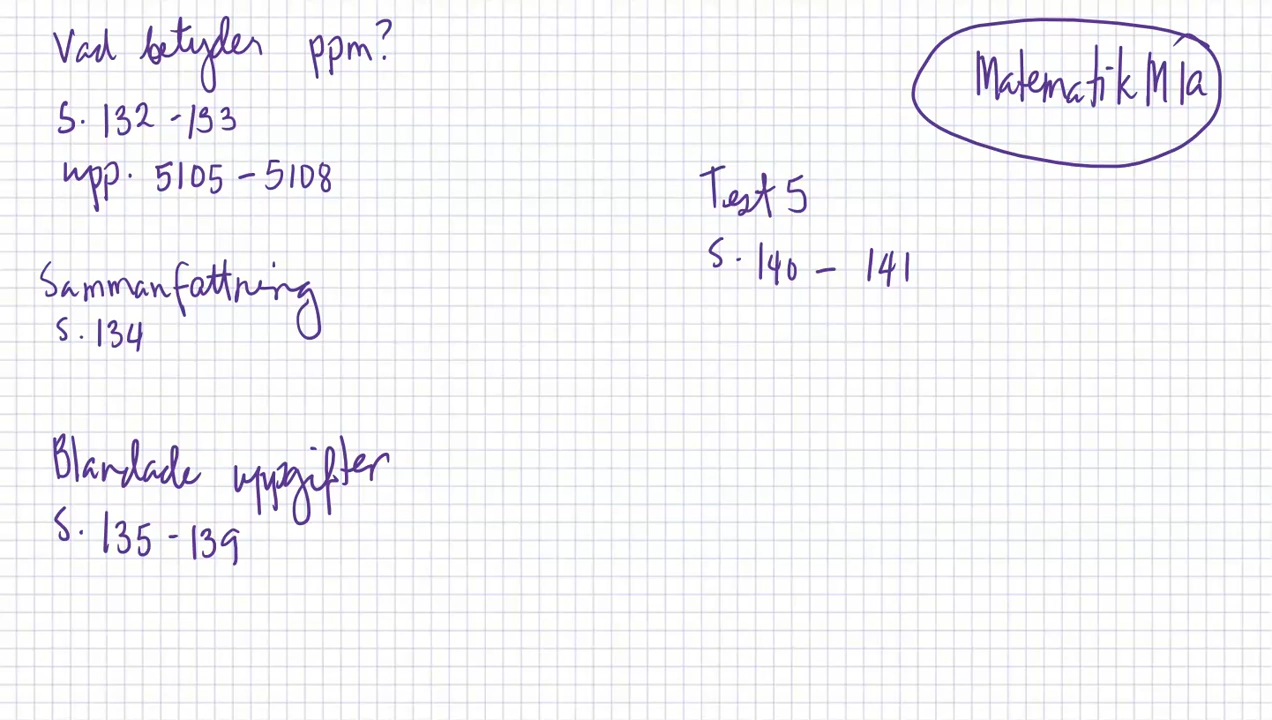 Vad betyder ppm?
S. 132 - 133
upp. 5105 - 5108
Sammanfattning
S. 134
Blandade uppgifter
S. 135 - 139
Matematik M1a
Test 5
S. 140 - 141